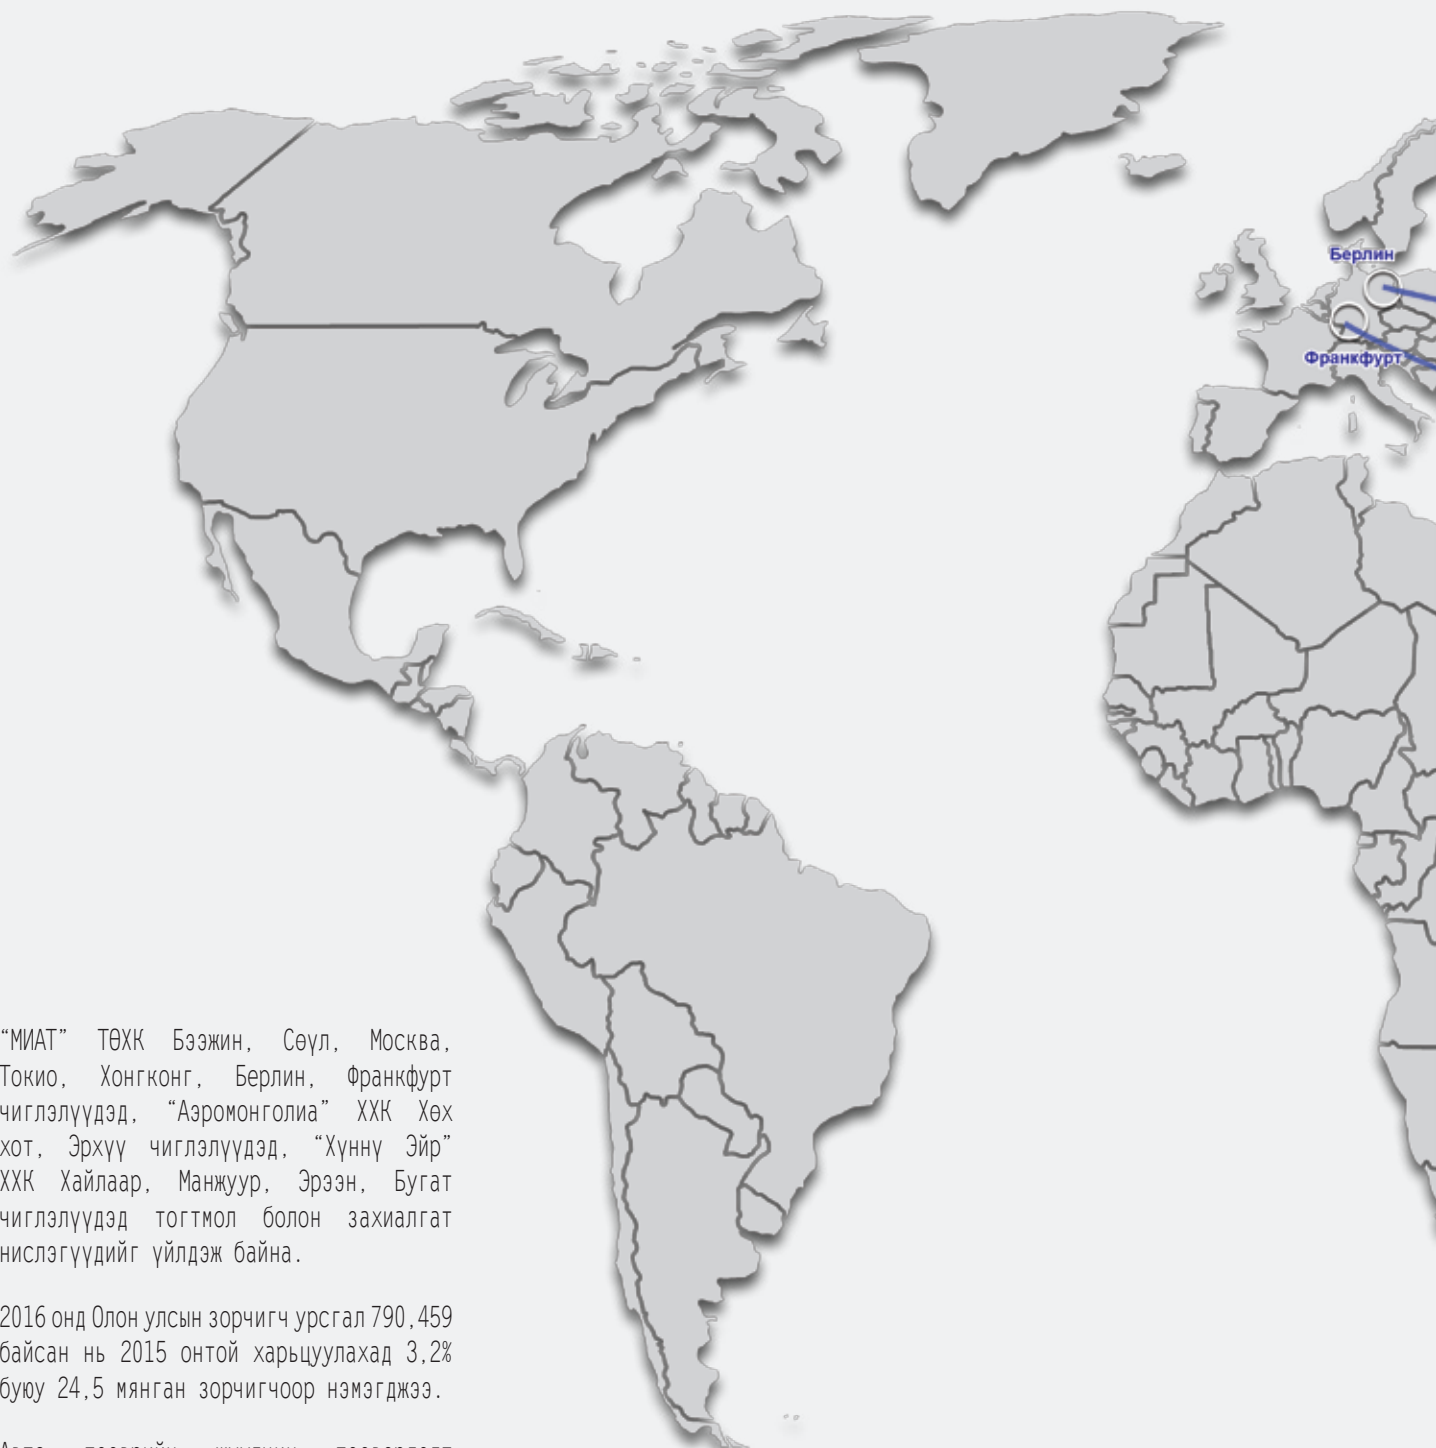 Берлин
Франкфурт
“МИАТ” ТӨХК Бээжин, Сөүл, Москва,
Токио, Хонгконг, Берлин, Франкфурт
чиглэлүүдэд, “Аэромонголиа” ХХК Хөх
хот, Эрхүү чиглэлүүдэд, “Хүннү Эйр”
ХХК Хайлаар, Манжуур, Эрээн, Бугат
чиглэлүүдэд тогтмол болон захиалгат
нислэгүүдийг үйлдэж байна.
2016 онд Олон улсын зорчигч урсгал 790,459
байсан нь 2015 онтой харьцуулахад 3,2%
буюу 24,5 мянган зорчигчоор нэмэгджээ.